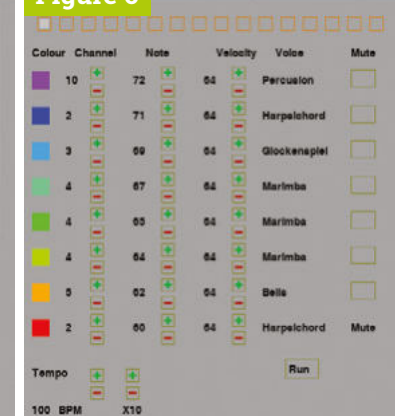 Figure 6
Colour Channel Note Velocity Voice Mute
10 72 64 Percusion
2 71 64 Harpsichord
3 69 64 Glockenspiel
4 67 64 Marimba
4 65 64 Marimba
4 64 64 Marimba
5 62 64 Bells
2 60 64 Harpsichord Mute
Tempo Run
100 BPM X10